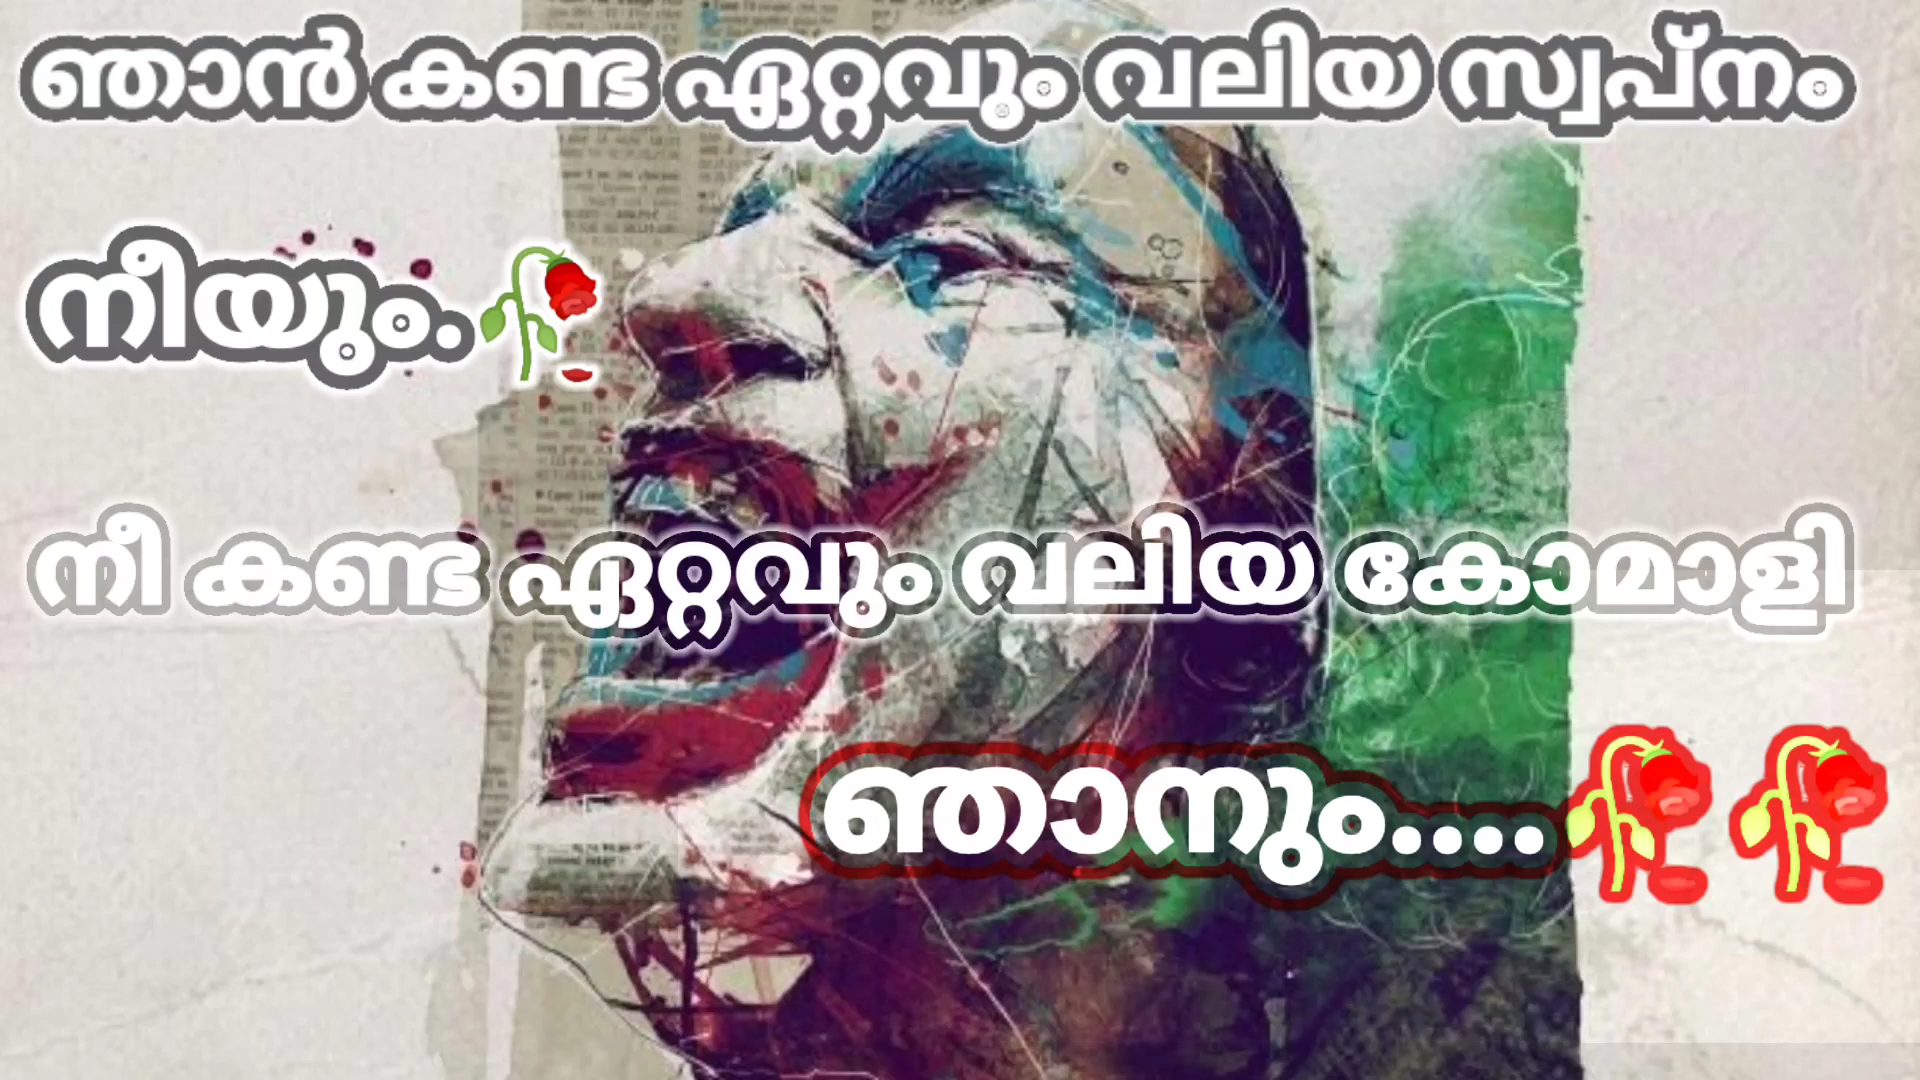 ഞാൻ കണ്ട ഏറ്റവും വലിയ സ്വപ്നം
നീയും.🥀
നീ കണ്ട ഏറ്റവും വലിയ കോമാളി
ഞാനും....🥀🥀